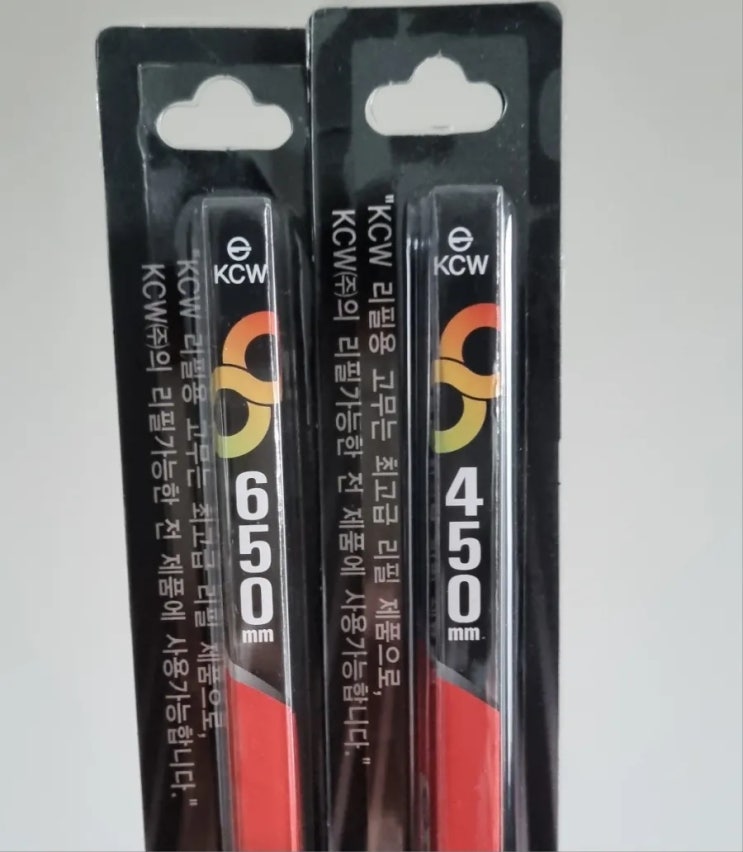 "KCW 리필용 고무는 최고급 리필 제품으로,
KCW㈜의 리필가능한 전 제품에 사용가능합니다."
KCW
650
mm
"KCW 리필용 고무는 최고급 리필 제품으로,
KCW㈜의 리필가능한 전 제품에 사용가능합니다."
KCW
450
mm